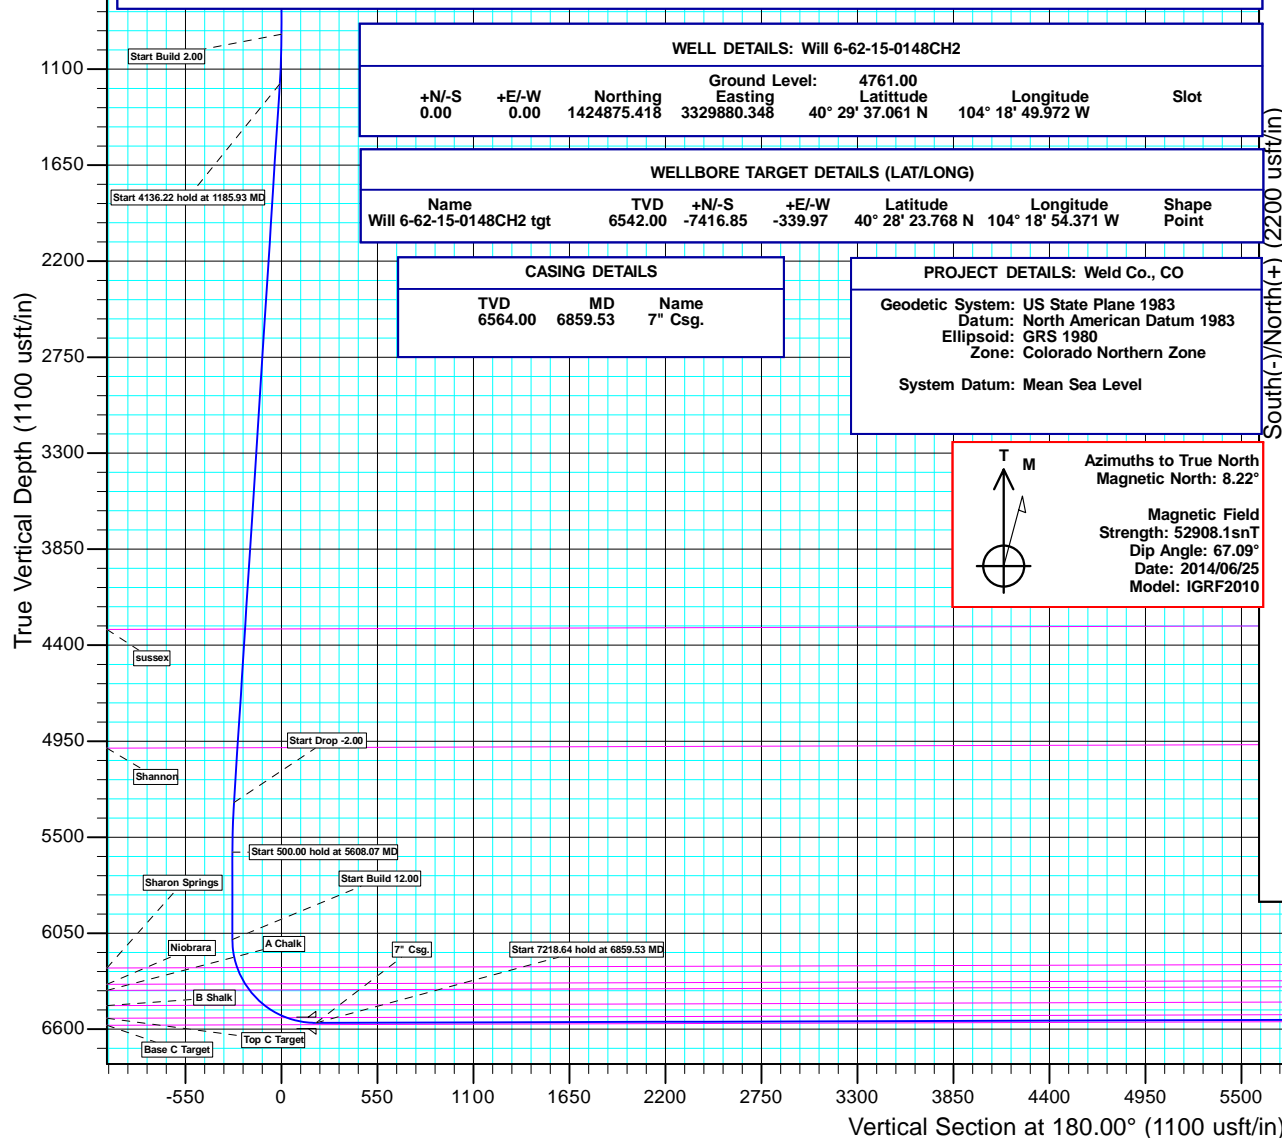 WELL DETAILS: Will 6-62-15-0148CH2
Ground Level: 4761.00
+N/-S +E/-W Northing Easting Latittude Longitude Slot
0.00 0.00 1424875.418 3329880.348 40° 29' 37.061 N 104° 18' 49.972 W
WELLBORE TARGET DETAILS (LAT/LONG)
Name TVD +N/-S +E/-W Latitude Longitude Shape
Will 6-62-15-0148CH2 tgt 6542.00 -7416.85 -339.97 40° 28' 23.768 N 104° 18' 54.371 W Point
CASING DETAILS
TVD MD Name
6564.00 6859.53 7" Csg.
PROJECT DETAILS: Weld Co., CO
Geodetic System: US State Plane 1983
Datum: North American Datum 1983
Ellipsoid: GRS 1980
Zone: Colorado Northern Zone
System Datum: Mean Sea Level
T M
Azimuths to True North
Magnetic North: 8.22°
Magnetic Field
Strength: 52908.1snT
Dip Angle: 67.09°
Date: 2014/06/25
Model: IGRF2010
South(-)/North(+) (2200 usft/in)
True Vertical Depth (1100 usft/in)
1100
1650
2200
2750
3300
3850
4400
4950
5500
6050
6600
Start Build 2.00
Start 4136.22 hold at 1185.93 MD
sussex
Start Drop -2.00
Shannon
Start 500.00 hold at 5608.07 MD
Start Build 12.00
Sharon Springs
Niobrara
A Chalk
7" Csg.
Start 7218.64 hold at 6859.53 MD
B Shalk
Top C Target
Base C Target
-550 0 550 1100 1650 2200 2750 3300 3850 4400 4950 5500
Vertical Section at 180.00° (1100 usft/in)